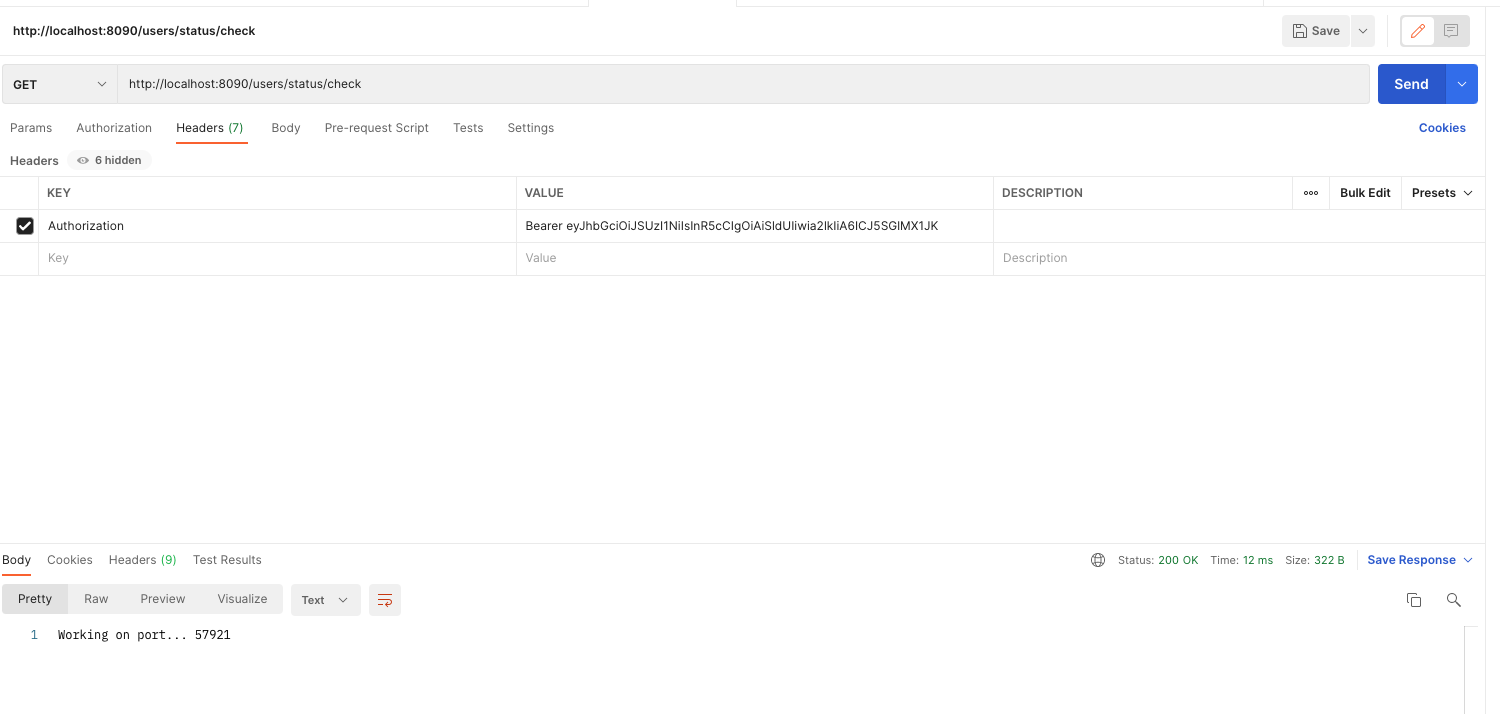 http://localhost:8090/users/status/check
Save
GET
http://localhost:8090/users/status/check
Send
Params Authorization Headers (7) Body Pre-request Script Tests Settings Cookies
Headers 6 hidden
KEY VALUE DESCRIPTION Bulk Edit Presets
Authorization Bearer eyJhbGciOiJSUzI1NiIsInR5cCIgOiAiSldUIiwia2lkIiA6ICJ5SGlMX1JK
Key Value Description
Body Cookies Headers (9) Test Results Status: 200 OK Time: 12 ms Size: 322 B Save Response
Pretty Raw Preview Visualize Text
1 Working on port... 57921